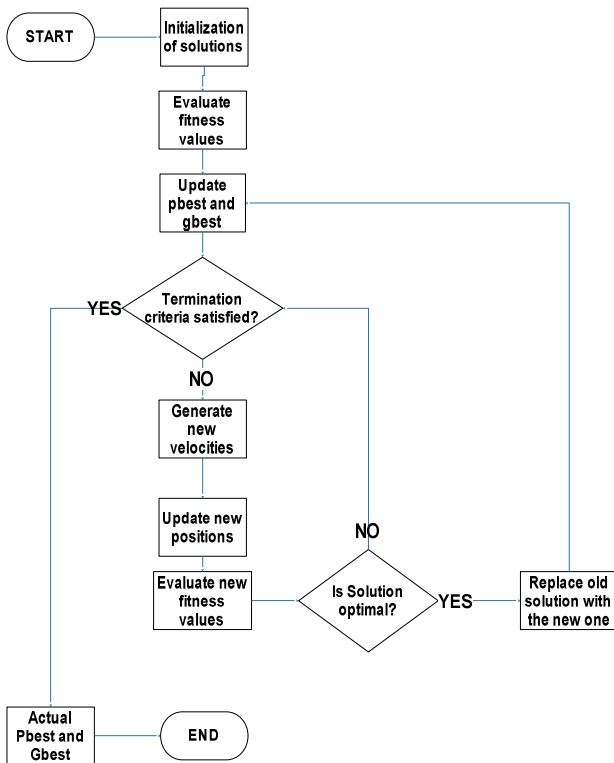 START
Initialization
of solutions
Evaluate
fitness
values
Update
pbest and
gbest
Termination
criteria satisfied?
YES
NO
Generate
new
velocities
Update new
positions
Evaluate new
fitness
values
NO
Is Solution
optimal?
YES
Replace old
solution with
the new one
Actual
Pbest and
Gbest
END